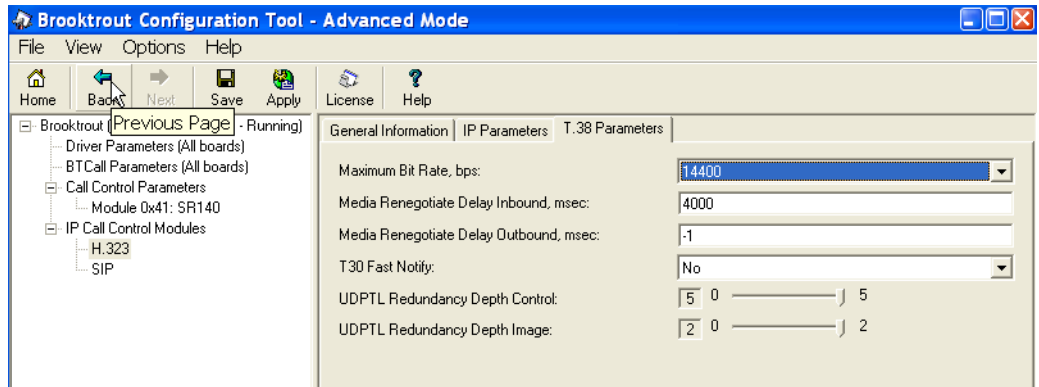 Brooktrout Configuration Tool - Advanced Mode
File View Options Help
Home Back Next Save Apply License Help
Previous Page
Brooktrout ( - Running)
Driver Parameters (All boards)
BTCall Parameters (All boards)
Call Control Parameters
Module 0x41: SR140
IP Call Control Modules
H.323
SIP
General Information IP Parameters T.38 Parameters
Maximum Bit Rate, bps: 14400
Media Renegotiate Delay Inbound, msec: 4000
Media Renegotiate Delay Outbound, msec: -1
T30 Fast Notify: No
UDPTL Redundancy Depth Control: 5 0 5
UDPTL Redundancy Depth Image: 2 0 2